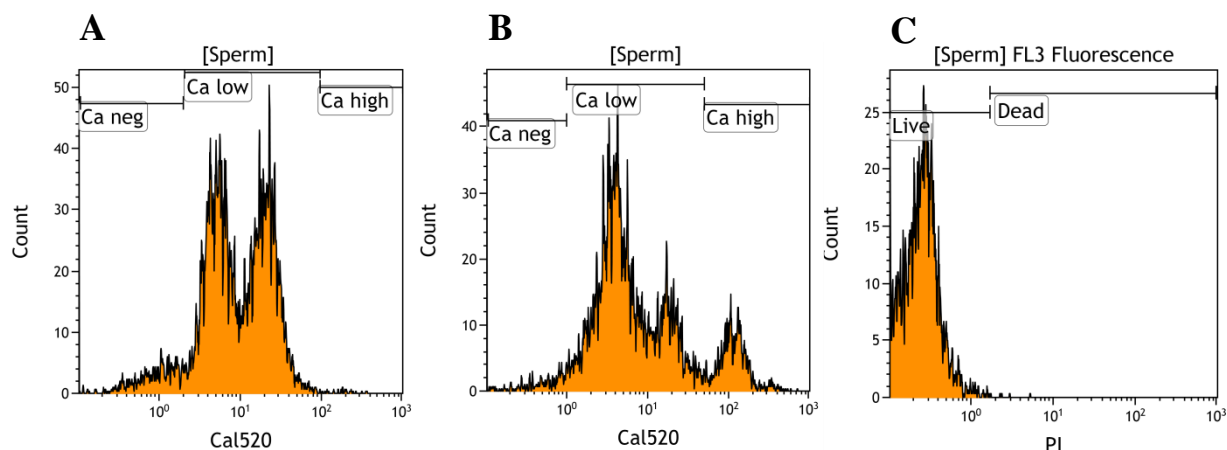 A
[Sperm]
Ca neg
Ca low
Ca high
Count
50
40
30
20
10
0
10⁰ 10¹ 10² 10³
Cal520
B
[Sperm]
Ca neg
Ca low
Ca high
Count
40
30
20
10
0
10⁰ 10¹ 10² 10³
Cal520
C
[Sperm] FL3 Fluorescence
Live
Dead
Count
25
20
15
10
5
0
10⁰ 10¹ 10² 10³
PI